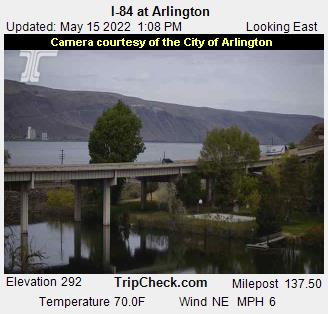 I-84 at Arlington
Updated: May 15 2022 1:08 PM Looking East
Camera courtesy of the City of Arlington
Elevation 292 TripCheck.com Milepost 137.50
Temperature 70.0F Wind NE MPH 6